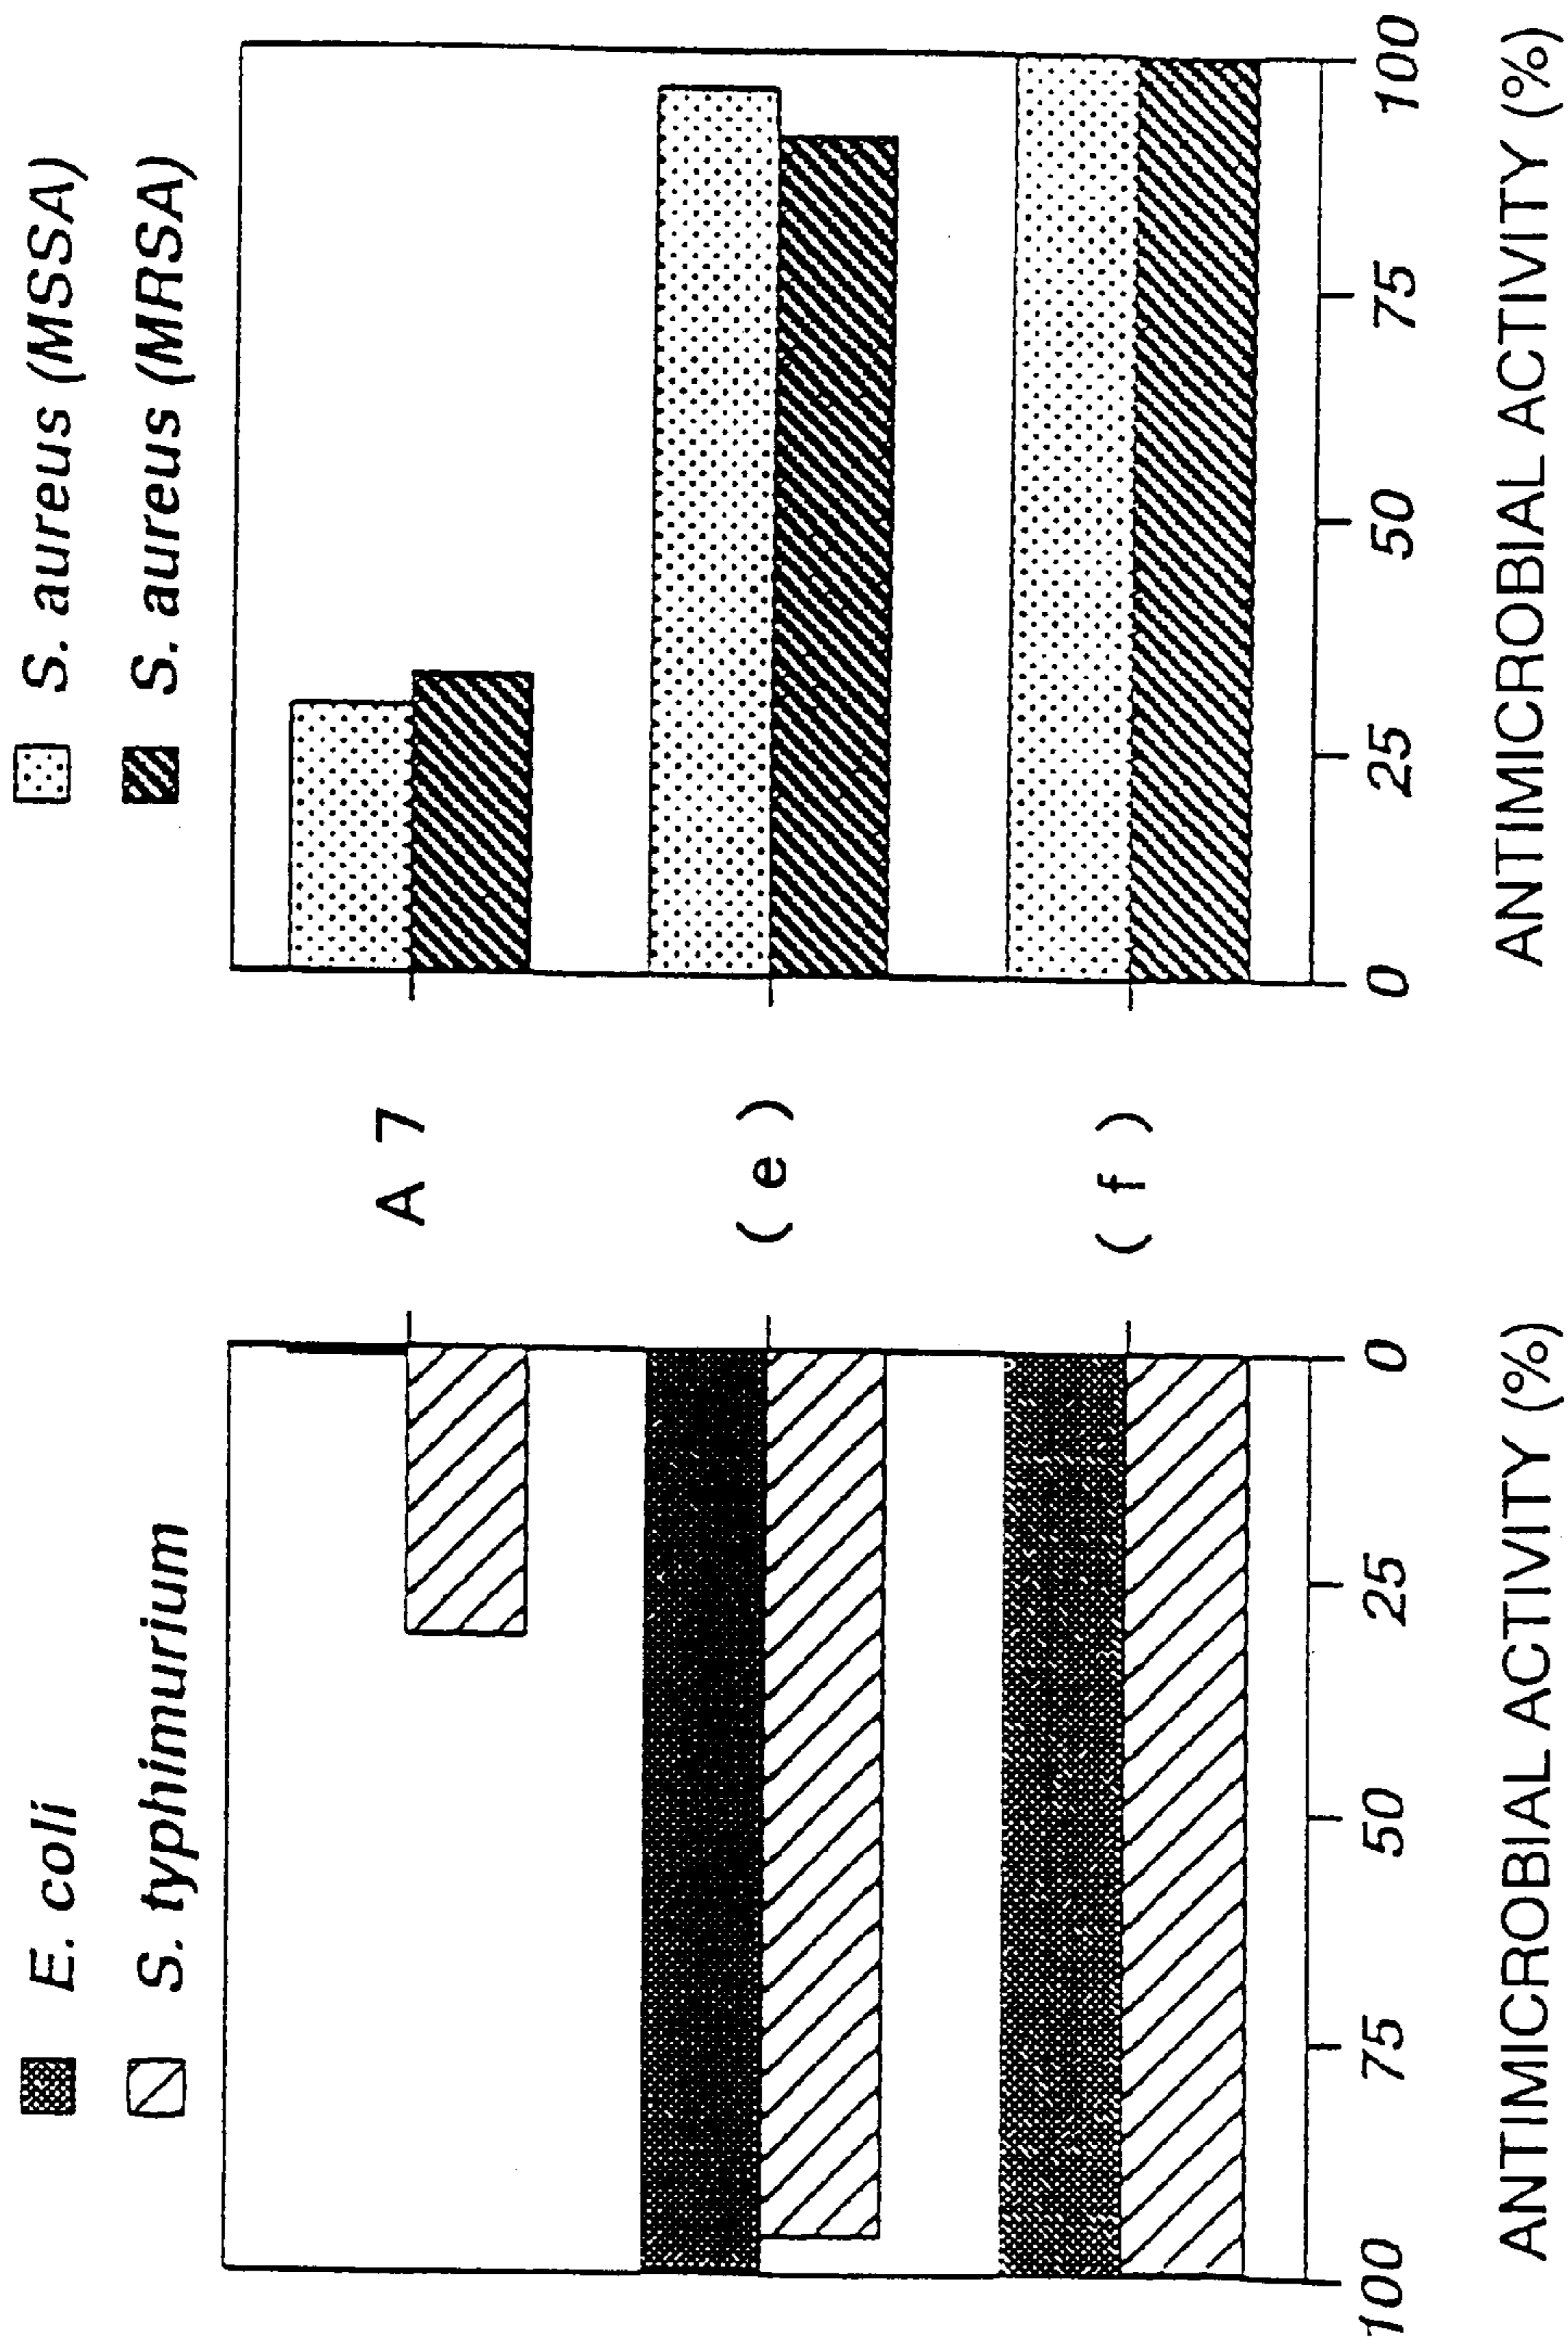 E. coli
S. typhimurium
S. aureus (MSSA)
S. aureus (MRSA)
A 7
( e )
( f )
100 75 50 25 0
0 25 50 75 100
ANTIMICROBIAL ACTIVITY (%)
ANTIMICROBIAL ACTIVITY (%)